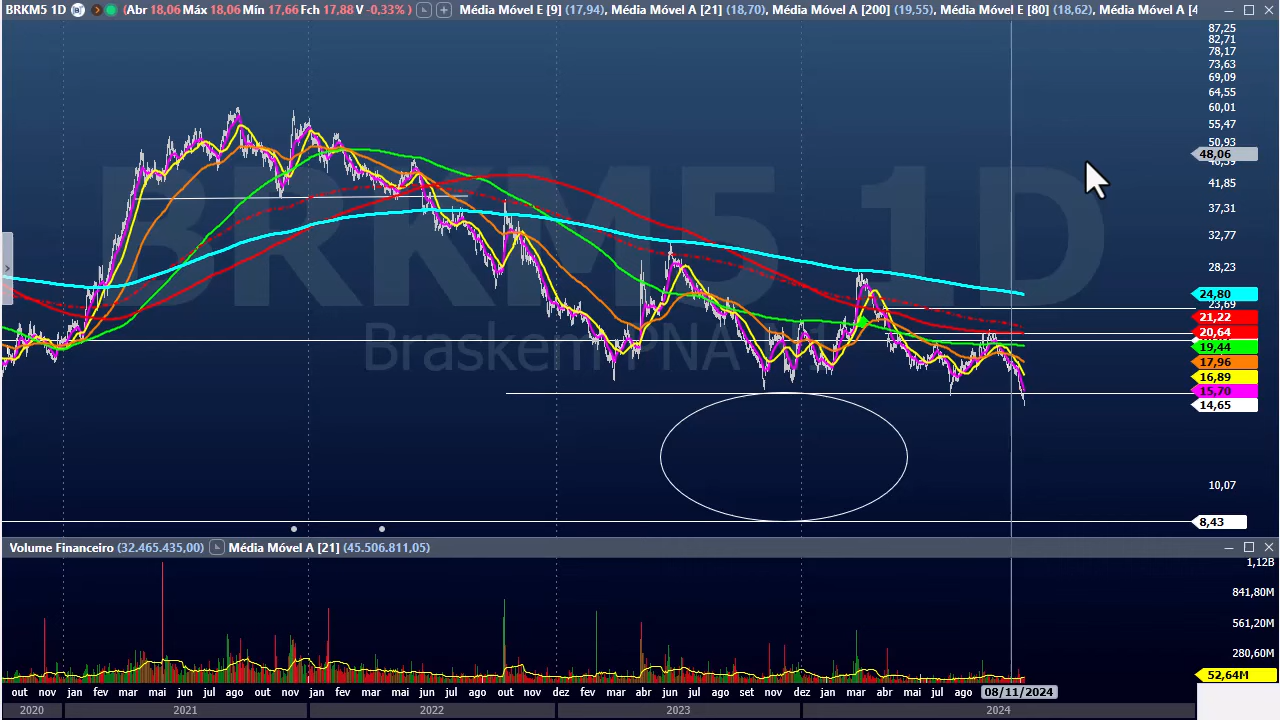 BRKM5 1D (Abr 18,06 Máx 18,06 Mín 17,66 Fch 17,88 V -0,33% ) Média Móvel E [9] (17,94), Média Móvel A [21] (18,70), Média Móvel A [200] (19,55), Média Móvel E [80] (18,62), Média Móvel A [4
87,25
82,71
78,17
73,63
69,09
64,55
60,01
55,47
50,93
48,06
41,85
37,31
32,77
28,23
24,80
23,69
21,22
20,64
19,44
17,96
16,89
15,70
14,65
10,07
8,43
BRKM5 1D
Braskem PNA
Volume Financeiro (32.465.435,00) Média Móvel A [21] (45.506.811,05)
1,12B
841,80M
561,20M
280,60M
52,64M
out nov jan fev mar abr mai jun jul ago out nov jan fev mar abr mai jun jul ago out nov dez fev mar abr jun jul ago set nov dez jan mar abr mai jul ago 08/11/2024
2020 2021 2022 2023 2024